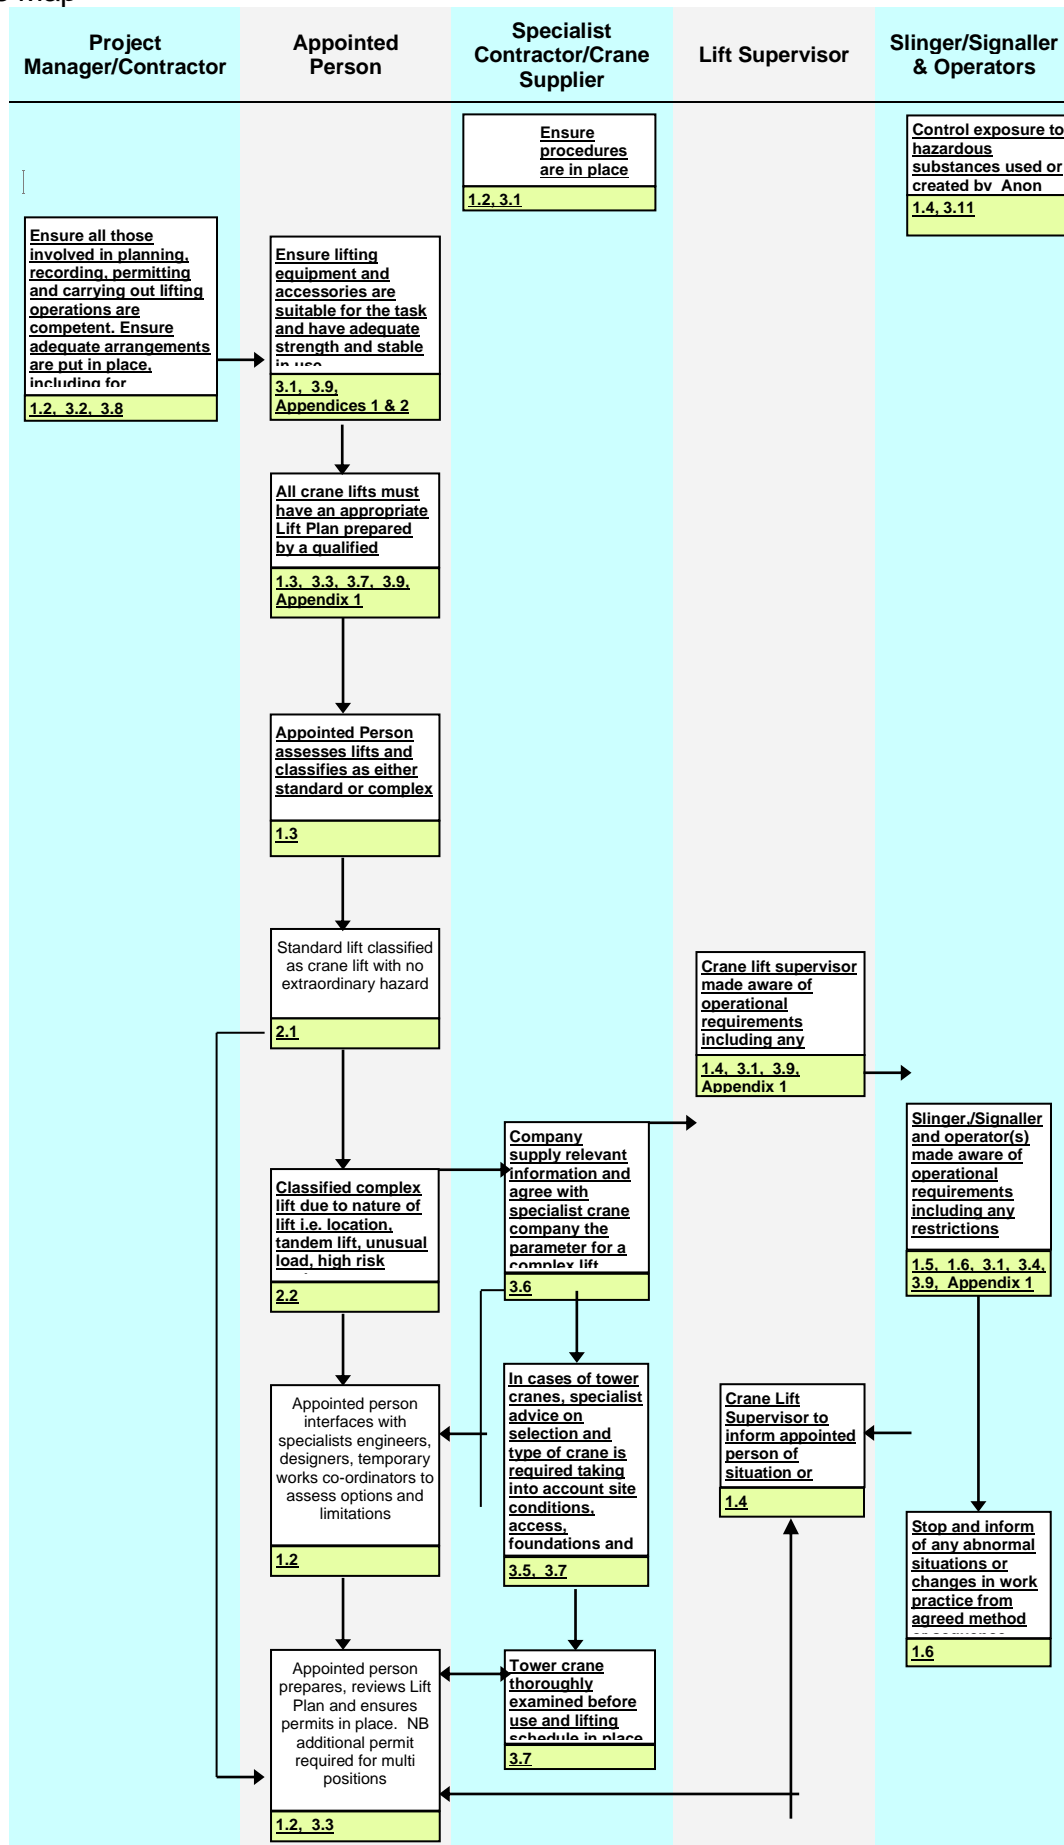 Project
Manager/Contractor
Appointed
Person
Specialist
Contractor/Crane
Supplier
Lift Supervisor
Slinger/Signaller
& Operators
Ensure
procedures
are in place
1.2, 3.1
Control exposure to
hazardous
substances used or
created by Anon
1.4, 3.11
Ensure all those
involved in planning,
recording, permitting
and carrying out lifting
operations are
competent. Ensure
adequate arrangements
are put in place,
including for
1.2, 3.2, 3.8
Ensure lifting
equipment and
accessories are
suitable for the task
and have adequate
strength and stable
in use
3.1, 3.9,
Appendices 1 & 2
All crane lifts must
have an appropriate
Lift Plan prepared
by a qualified
1.3, 3.3, 3.7, 3.9,
Appendix 1
Appointed Person
assesses lifts and
classifies as either
standard or complex
1.3
Standard lift classified
as crane lift with no
extraordinary hazard
2.1
Crane lift supervisor
made aware of
operational
requirements
including any
1.4, 3.1, 3.9,
Appendix 1
Slinger,/Signaller
and operator(s)
made aware of
operational
requirements
including any
restrictions
1.5, 1.6, 3.1, 3.4,
3.9, Appendix 1
Company
supply relevant
information and
agree with
specialist crane
company the
parameter for a
complex lift
3.6
Classified complex
lift due to nature of
lift i.e. location,
tandem lift, unusual
load, high risk
2.2
Appointed person
interfaces with
specialists engineers,
designers, temporary
works co-ordinators to
assess options and
limitations
1.2
In cases of tower
cranes, specialist
advice on
selection and
type of crane is
required taking
into account site
conditions,
access,
foundations and
3.5, 3.7
Crane Lift
Supervisor to
inform appointed
person of
situation or
1.4
Stop and inform
of any abnormal
situations or
changes in work
practice from
agreed method
or sequence
1.6
Appointed person
prepares, reviews Lift
Plan and ensures
permits in place. NB
additional permit
required for multi
positions
1.2, 3.3
Tower crane
thoroughly
examined before
use and lifting
schedule in place
3.7